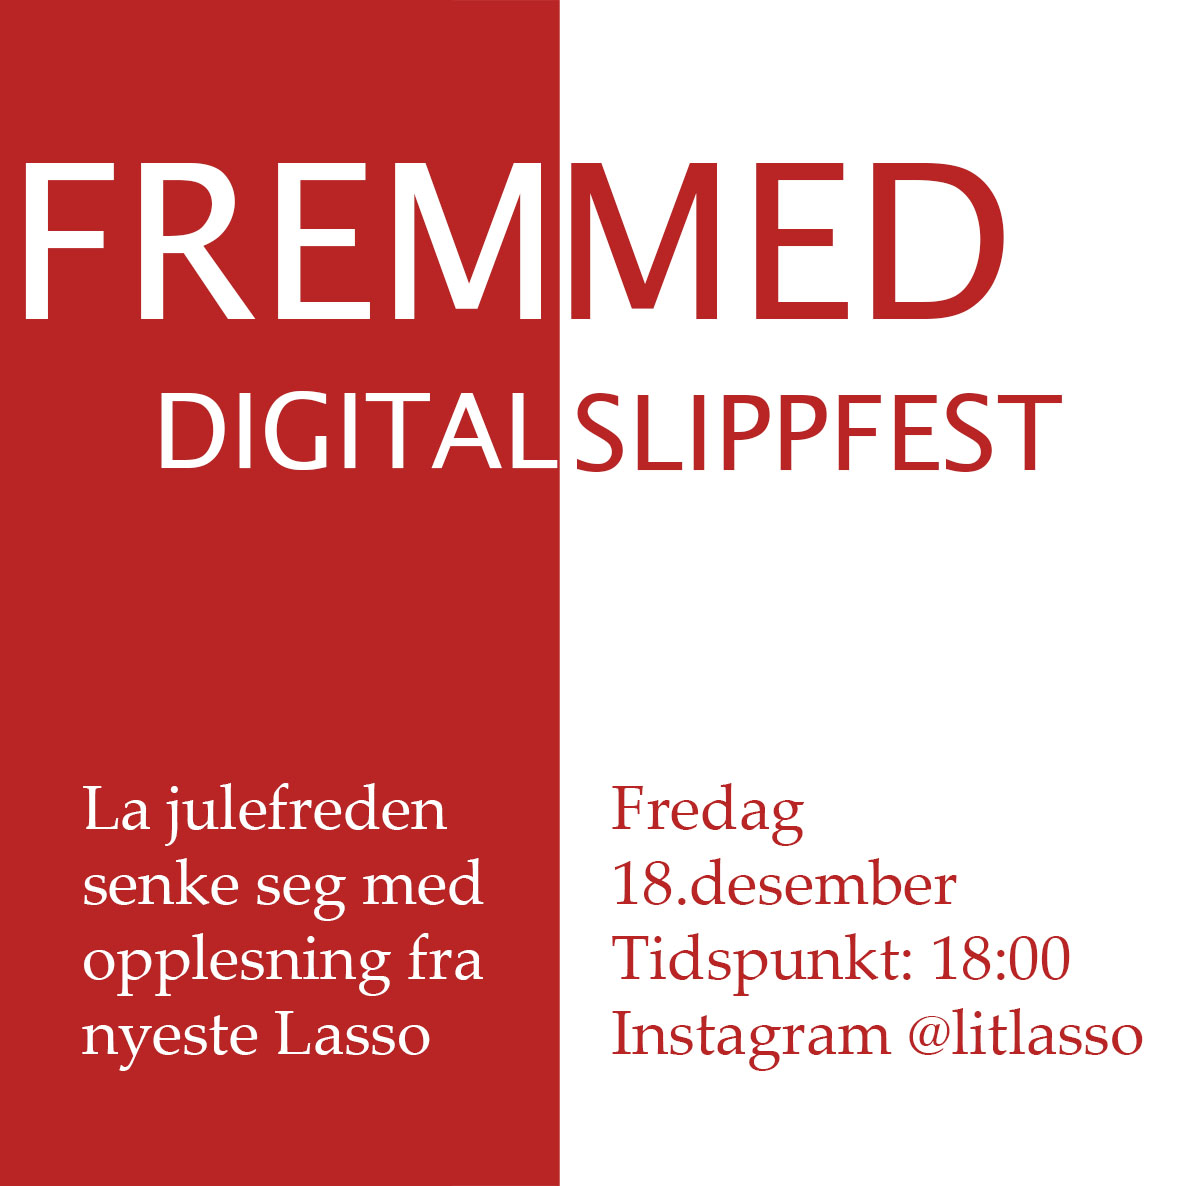 FREMMED
DIGITAL SLIPPFEST
La julefreden
senke seg med
opplesning fra
nyeste Lasso
Fredag
18.desember
Tidspunkt: 18:00
Instagram @litlasso